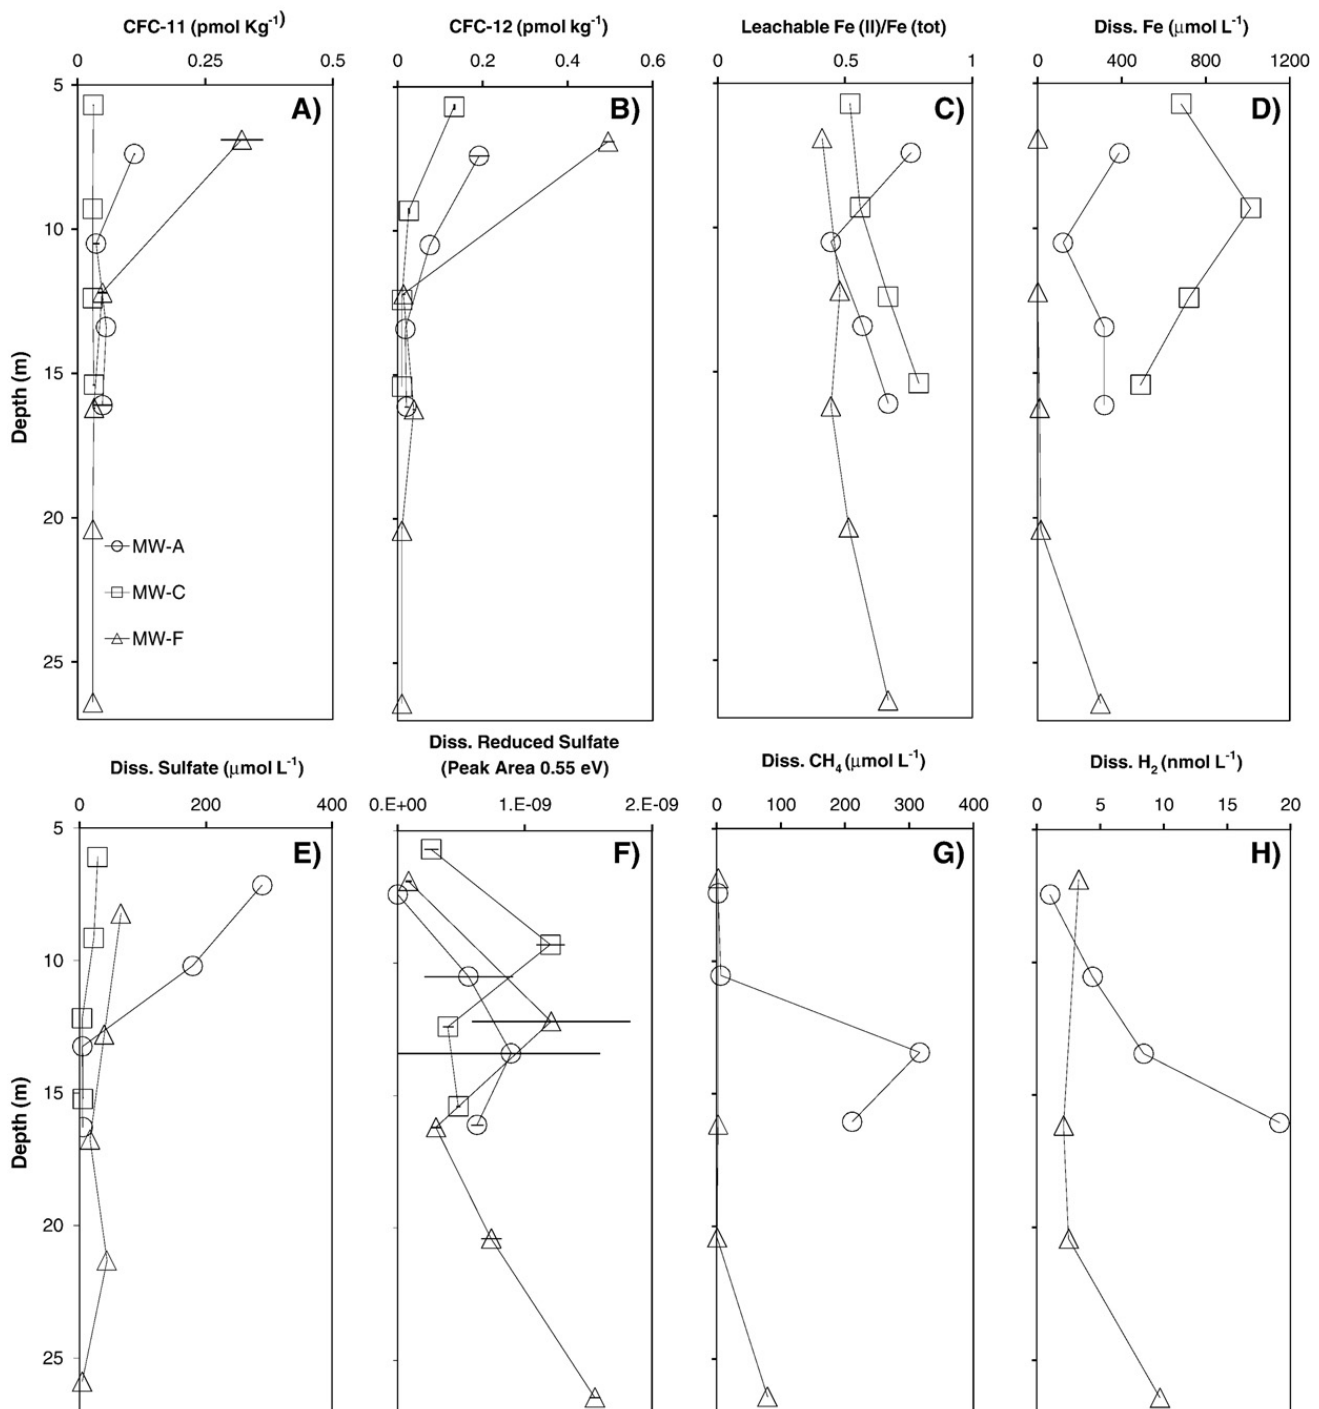 CFC-11 (pmol Kg⁻¹)
0 0.25 0.5
CFC-12 (pmol kg⁻¹)
0 0.2 0.4 0.6
Leachable Fe (II)/Fe (tot)
0 0.5 1
Diss. Fe (μmol L⁻¹)
0 400 800 1200
5
10
15
20
25
Depth (m)
A)
B)
C)
D)
MW-A
MW-C
MW-F
Diss. Sulfate (μmol L⁻¹)
0 200 400
Diss. Reduced Sulfate
(Peak Area 0.55 eV)
0.E+00 1.E-09 2.E-09
Diss. CH₄ (μmol L⁻¹)
0 100 200 300 400
Diss. H₂ (nmol L⁻¹)
0 5 10 15 20
5
10
15
20
25
Depth (m)
E)
F)
G)
H)